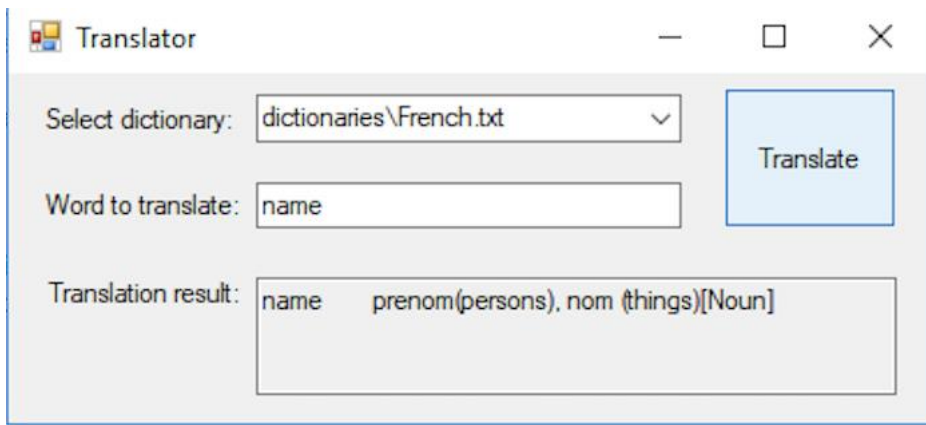 Translator
Select dictionary: dictionaries\French.txt
Translate
Word to translate: name
Translation result: name prenom(persons), nom (things)[Noun]